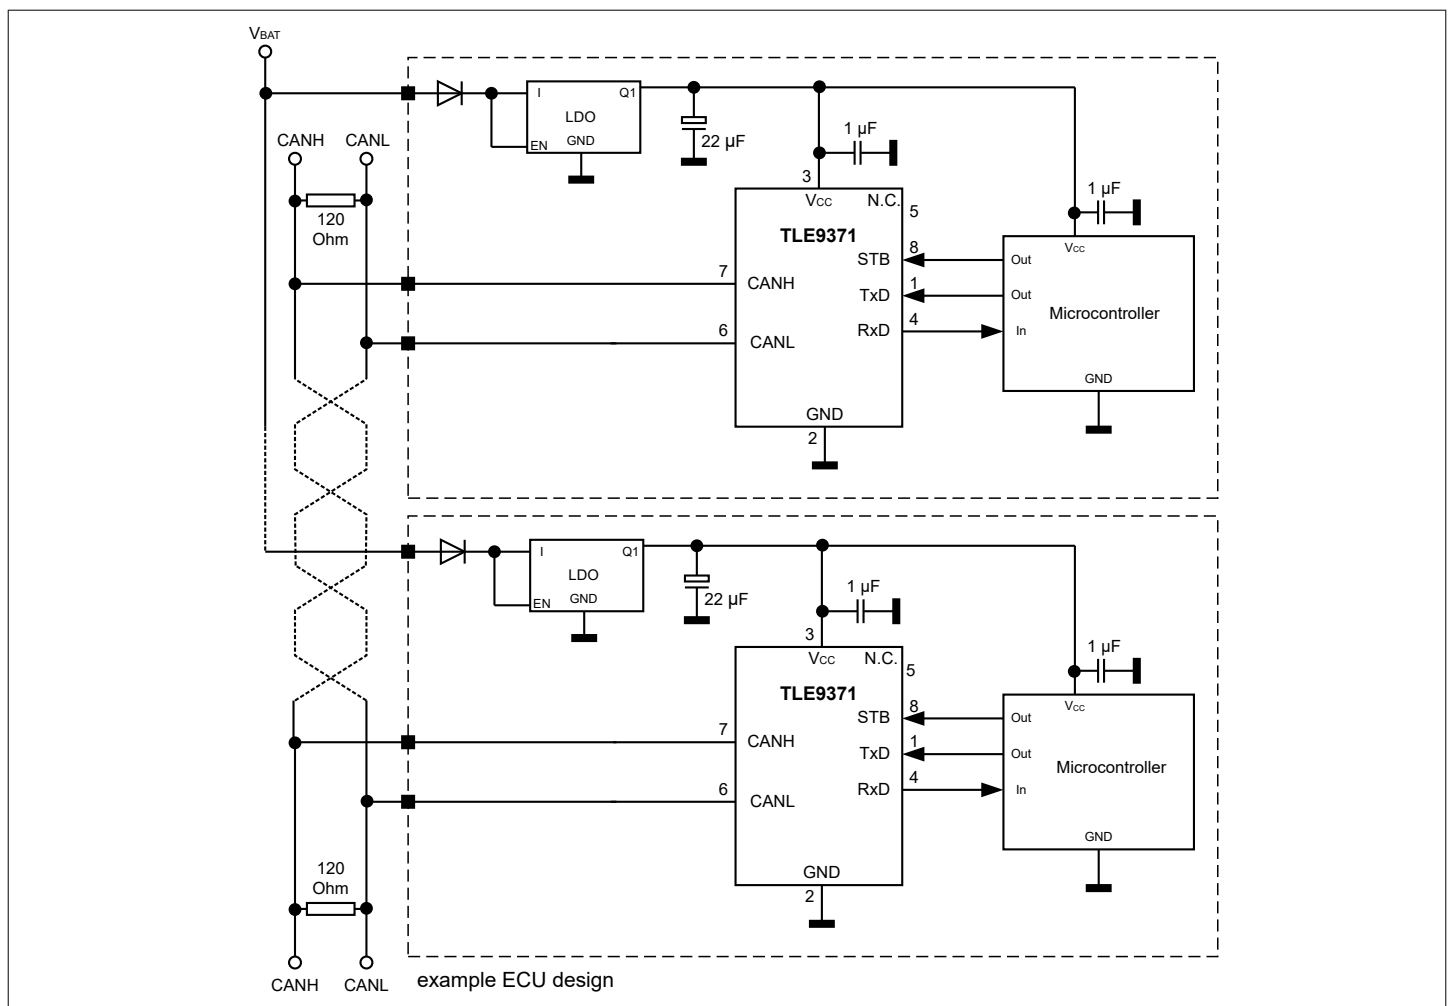 VBAT
CANH CANL
120
Ohm
I
Q1
LDO
EN
GND
22 µF
1 µF
3
VCC
N.C.
5
TLE9371
7
CANH
6
CANL
STB
8
TxD
1
RxD
4
GND
2
1 µF
VCC
Out
Out
In
Microcontroller
GND
I
Q1
LDO
EN
GND
22 µF
1 µF
3
VCC
N.C.
5
TLE9371
7
CANH
6
CANL
STB
8
TxD
1
RxD
4
GND
2
1 µF
VCC
Out
Out
In
Microcontroller
GND
120
Ohm
CANH CANL
example ECU design